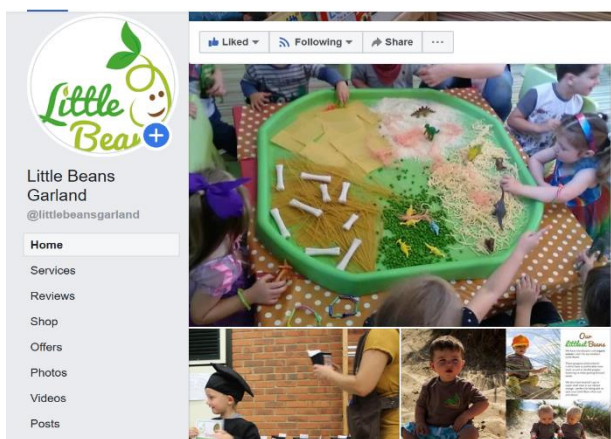 Little
Beans
Little Beans
Garland
@littlebeansgarland
Home
Services
Reviews
Shop
Offers
Photos
Videos
Posts
Liked
Following
Share
Our
littlest Beans